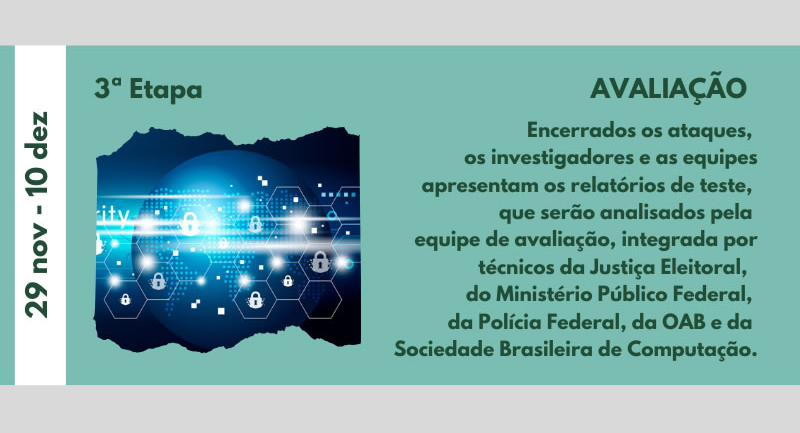 29 nov - 10 dez
3ª Etapa
rity
AVALIAÇÃO
Encerrados os ataques,
os investigadores e as equipes
apresentam os relatórios de teste,
que serão analisados pela
equipe de avaliação, integrada por
técnicos da Justiça Eleitoral,
do Ministério Público Federal,
da Polícia Federal, da OAB e da
Sociedade Brasileira de Computação.